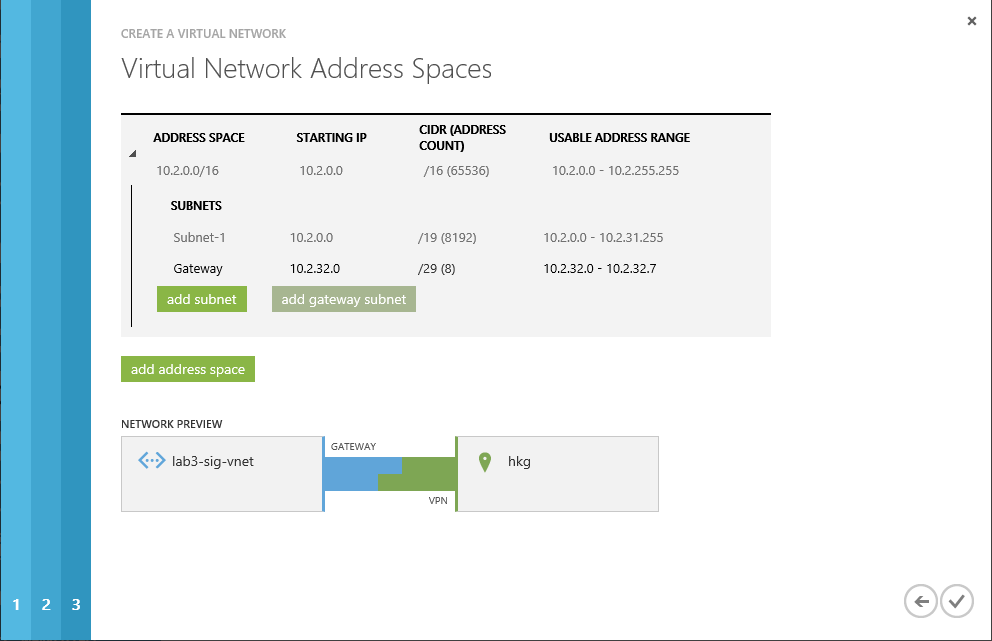 CREATE A VIRTUAL NETWORK
Virtual Network Address Spaces
ADDRESS SPACE STARTING IP CIDR (ADDRESS COUNT) USABLE ADDRESS RANGE
10.2.0.0/16 10.2.0.0 /16 (65536) 10.2.0.0 - 10.2.255.255
SUBNETS
Subnet-1 10.2.0.0 /19 (8192) 10.2.0.0 - 10.2.31.255
Gateway 10.2.32.0 /29 (8) 10.2.32.0 - 10.2.32.7
add subnet add gateway subnet
add address space
NETWORK PREVIEW
GATEWAY
lab3-sig-vnet hkg
VPN
1 2 3